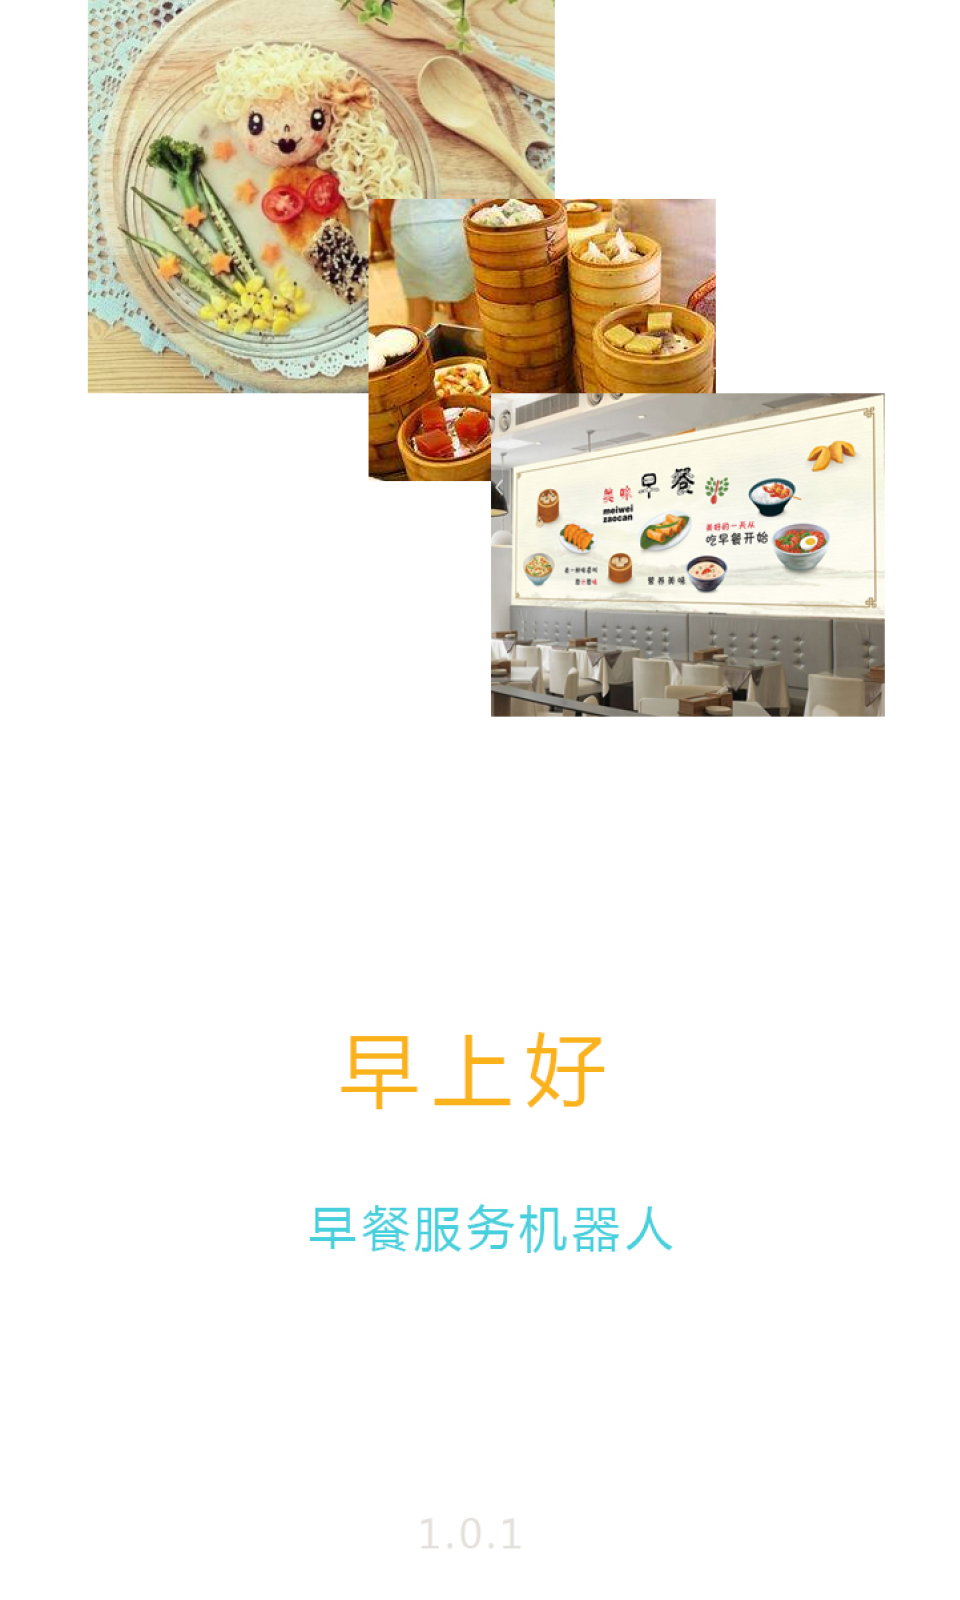 美味早餐
meiwei
zaocan
美好的一天从
吃早餐开始
营养美味
早上好
早餐服务机器人
1.0.1